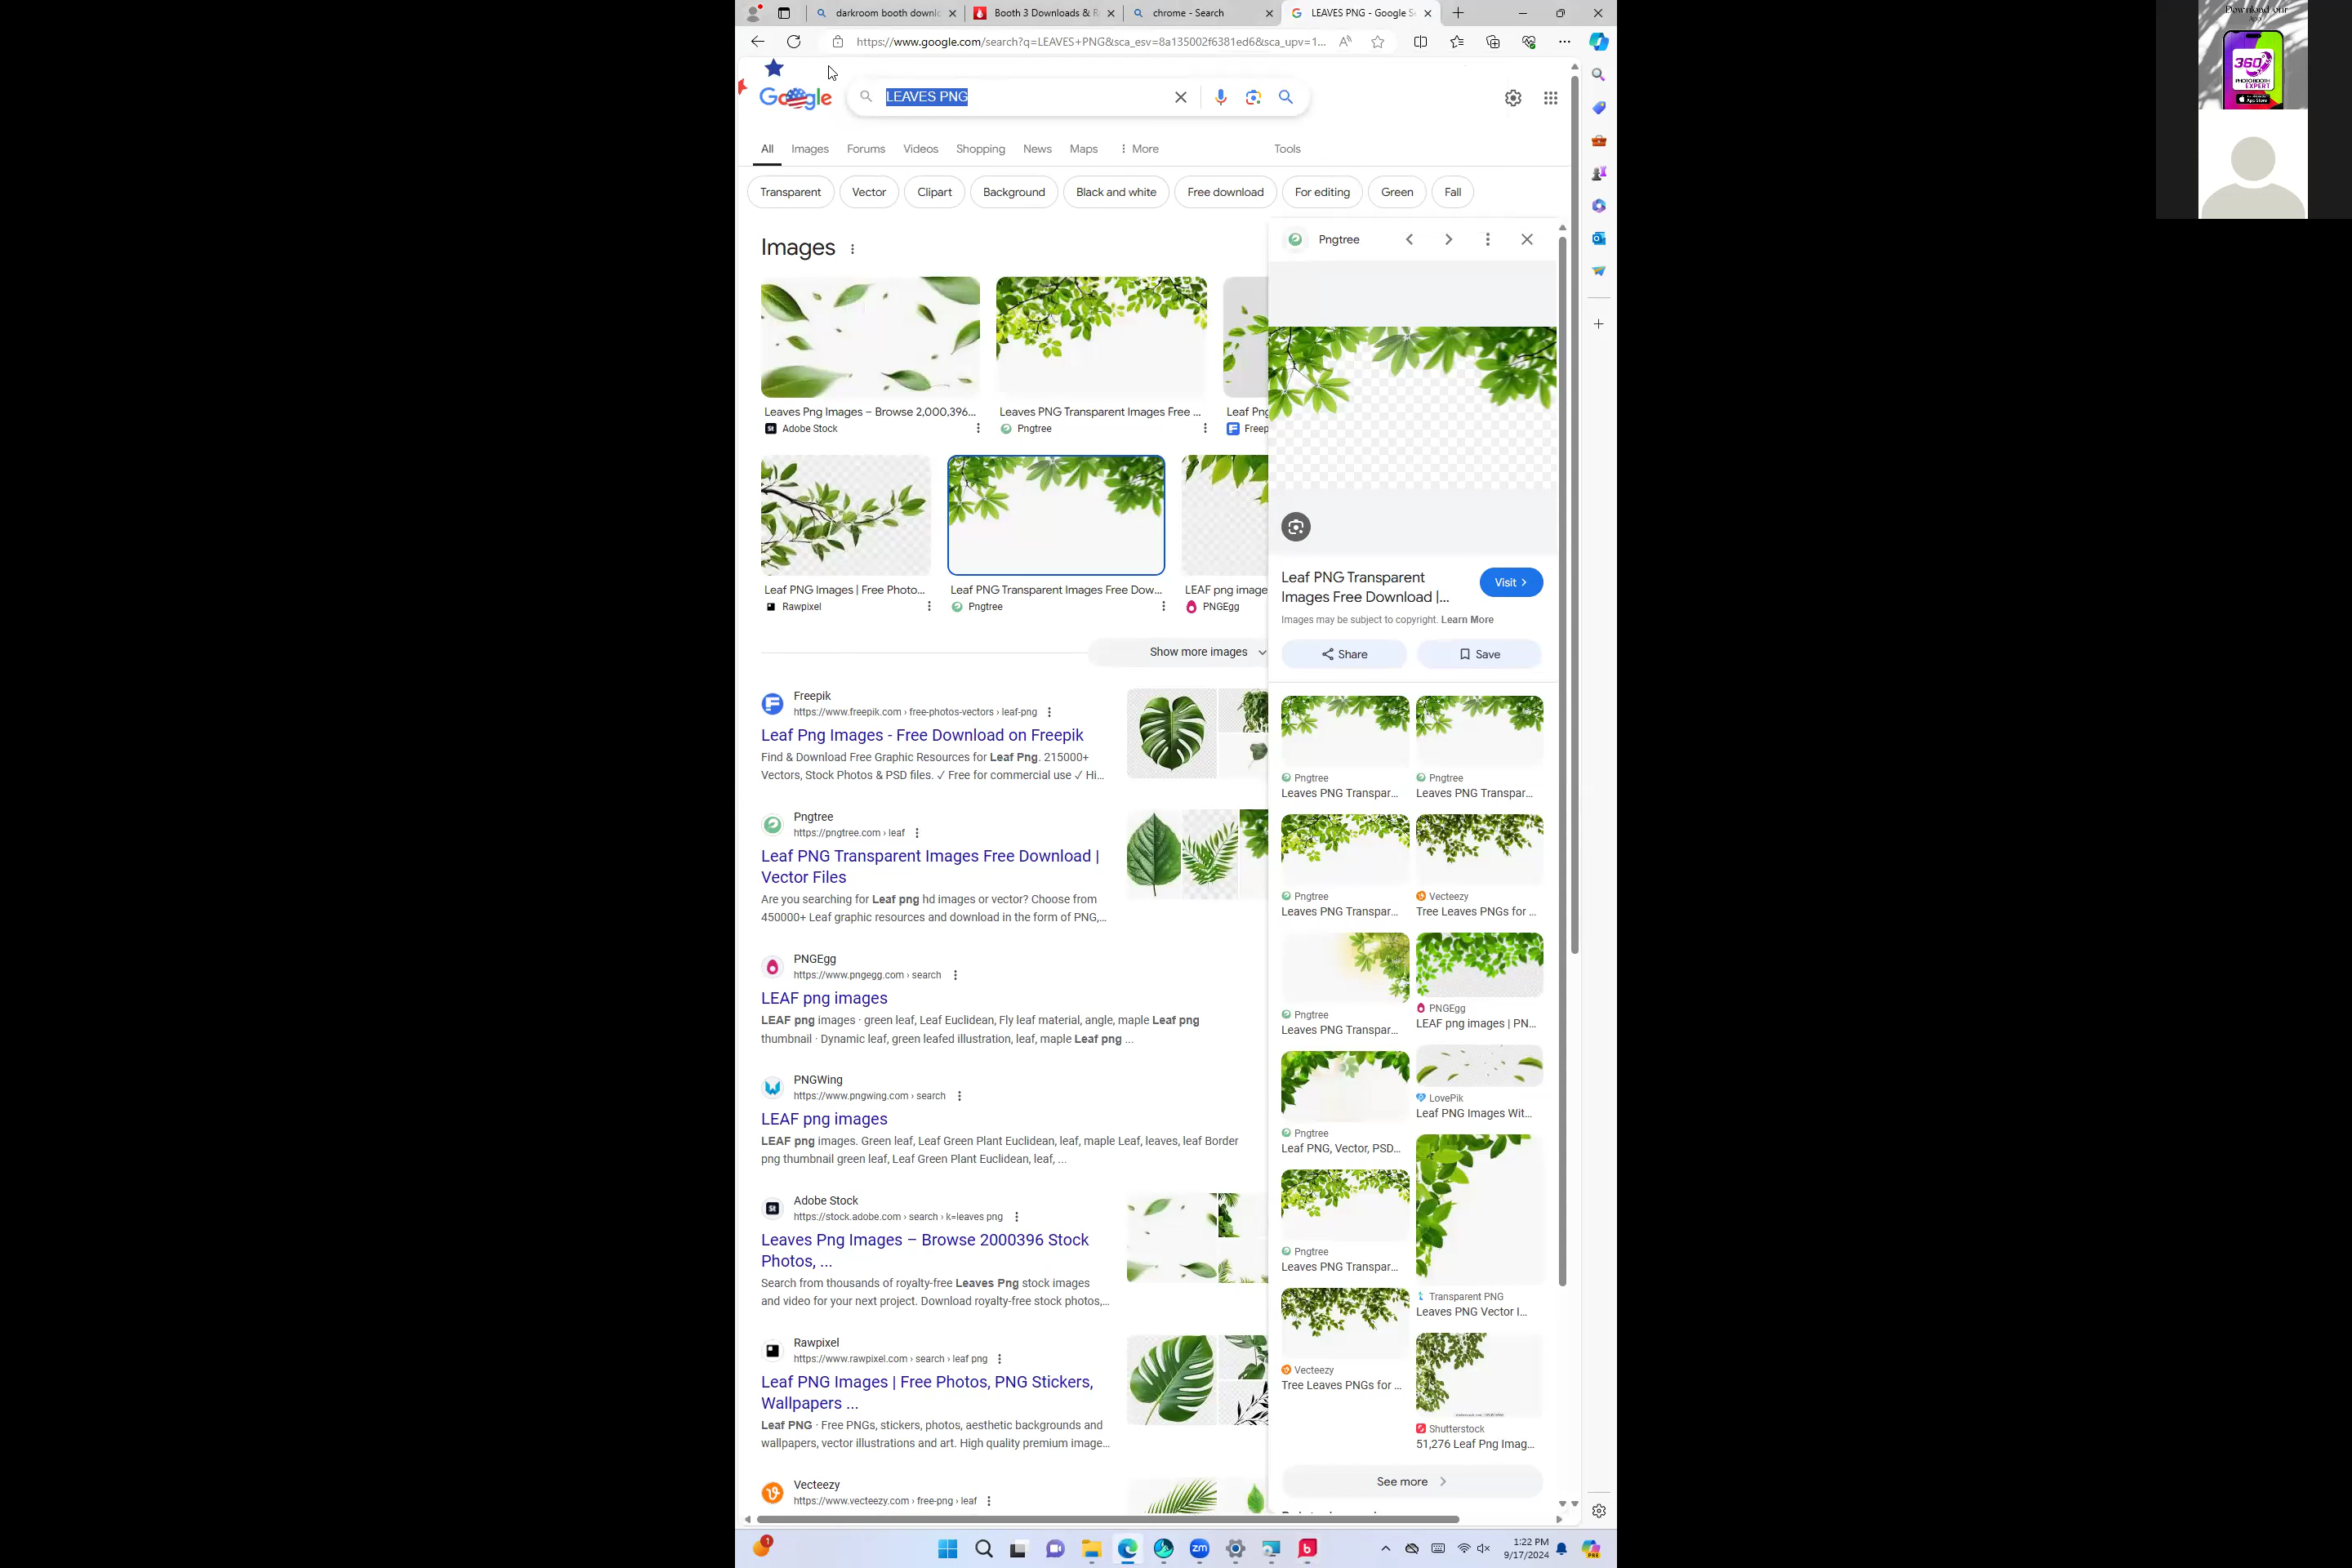 darkroom booth downlo
Booth 3 Downloads & R
chrome - Search
LEAVES PNG - Google S
https://www.google.com/search?q=LEAVES+PNG&sca_esv=8a135002f6381ed6&sca_upv=1...
Google
LEAVES PNG
All
Images
Forums
Videos
Shopping
News
Maps
More
Tools
Transparent
Vector
Clipart
Background
Black and white
Free download
For editing
Green
Fall
Images
Leaves Png Images – Browse 2,000,396...
Adobe Stock
Leaves PNG Transparent Images Free ...
Pngtree
Leaf Png
Freep
Leaf PNG Images | Free Photo...
Rawpixel
Leaf PNG Transparent Images Free Dow...
Pngtree
LEAF png image
PNGEgg
Show more images
Freepik
https://www.freepik.com › free-photos-vectors › leaf-png
Leaf Png Images - Free Download on Freepik
Find & Download Free Graphic Resources for Leaf Png. 215000+
Vectors, Stock Photos & PSD files. ✓ Free for commercial use ✓ Hi...
Pngtree
https://pngtree.com › leaf
Leaf PNG Transparent Images Free Download |
Vector Files
Are you searching for Leaf png hd images or vector? Choose from
450000+ Leaf graphic resources and download in the form of PNG,...
PNGEgg
https://www.pngegg.com › search
LEAF png images
LEAF png images · green leaf, Leaf Euclidean, Fly leaf material, angle, maple Leaf png
thumbnail · Dynamic leaf, green leafed illustration, leaf, maple Leaf png ...
PNGWing
https://www.pngwing.com › search
LEAF png images
LEAF png images. Green leaf, Leaf Green Plant Euclidean, leaf, maple Leaf, leaves, leaf Border
png thumbnail green leaf, Leaf Green Plant Euclidean, leaf, ...
Adobe Stock
https://stock.adobe.com › search › k=leaves png
Leaves Png Images – Browse 2000396 Stock
Photos, ...
Search from thousands of royalty-free Leaves Png stock images
and video for your next project. Download royalty-free stock photos,...
Rawpixel
https://www.rawpixel.com › search › leaf png
Leaf PNG Images | Free Photos, PNG Stickers,
Wallpapers ...
Leaf PNG · Free PNGs, stickers, photos, aesthetic backgrounds and
wallpapers, vector illustrations and art. High quality premium image...
Vecteezy
https://www.vecteezy.com › free-png › leaf
Pngtree
Leaf PNG Transparent
Images Free Download |...
Visit
Images may be subject to copyright. Learn More
Share
Save
Pngtree
Leaves PNG Transpar...
Pngtree
Leaves PNG Transpar...
Pngtree
Leaves PNG Transpar...
Vecteezy
Tree Leaves PNGs for ...
Pngtree
Leaves PNG Transpar...
PNGEgg
LEAF png images | PN...
Pngtree
Leaf PNG, Vector, PSD...
LovePik
Leaf PNG Images Wit...
Pngtree
Leaves PNG Transpar...
Transparent PNG
Leaves PNG Vector I...
Vecteezy
Tree Leaves PNGs for ...
Shutterstock
51,276 Leaf Png Imag...
See more
1
zm
b
1:22 PM
9/17/2024
PRE
Download our
App
360
PHOTO BOOTH
EXPERT
App Store